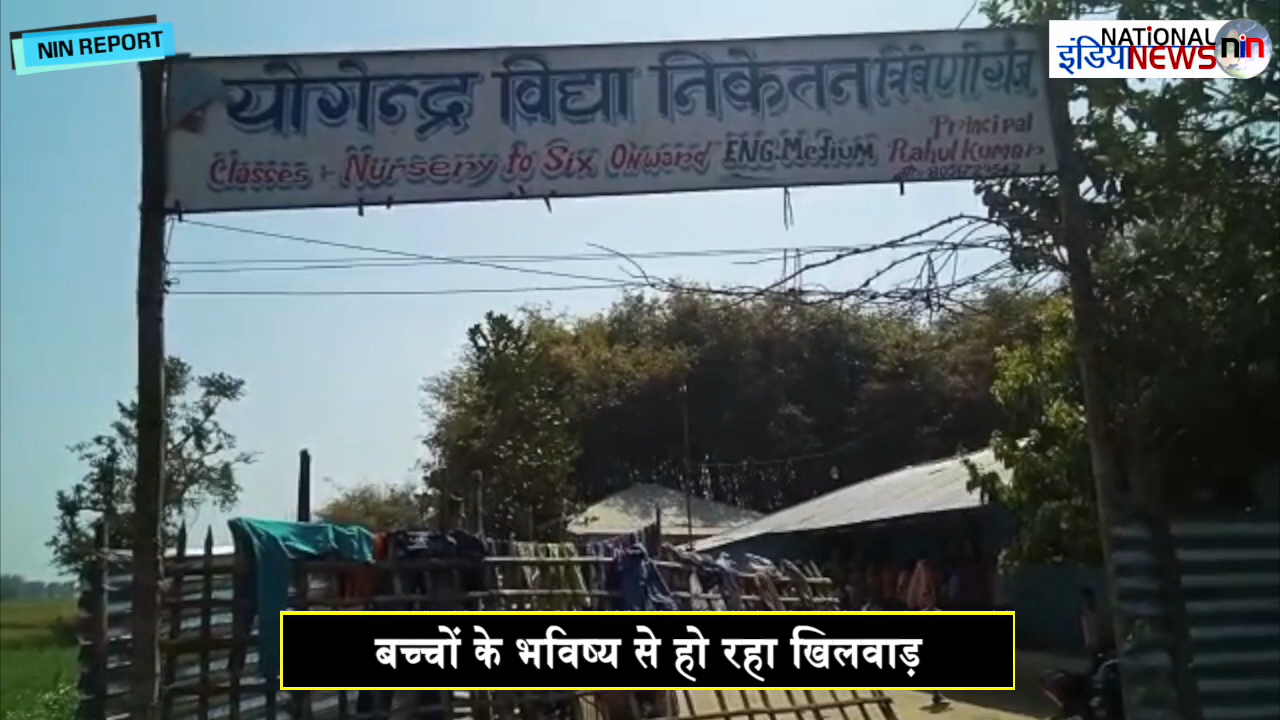 NIN REPORT
NATIONAL
इंडिया NEWS nin
योगेन्द्र विद्या निकेतन त्रिवेणीगंज
Principal
Classes :- Nursery to Six Onward ENG. Medium Rahul Kumar
बच्चों के भविष्य से हो रहा खिलवाड़